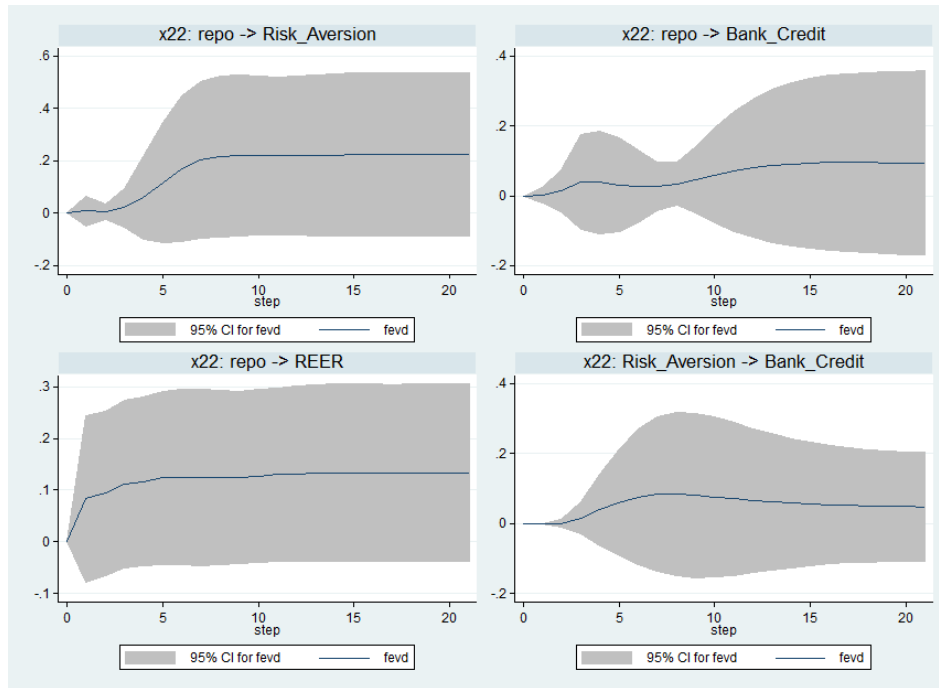 x22: repo -> Risk_Aversion
.6
.4
.2
0
-.2
0 5 10 15 20
step
95% CI for fevd fevd
x22: repo -> Bank_Credit
.4
.2
0
-.2
0 5 10 15 20
step
95% CI for fevd fevd
x22: repo -> REER
.3
.2
.1
0
-.1
0 5 10 15 20
step
95% CI for fevd fevd
x22: Risk_Aversion -> Bank_Credit
.4
.2
0
-.2
0 5 10 15 20
step
95% CI for fevd fevd